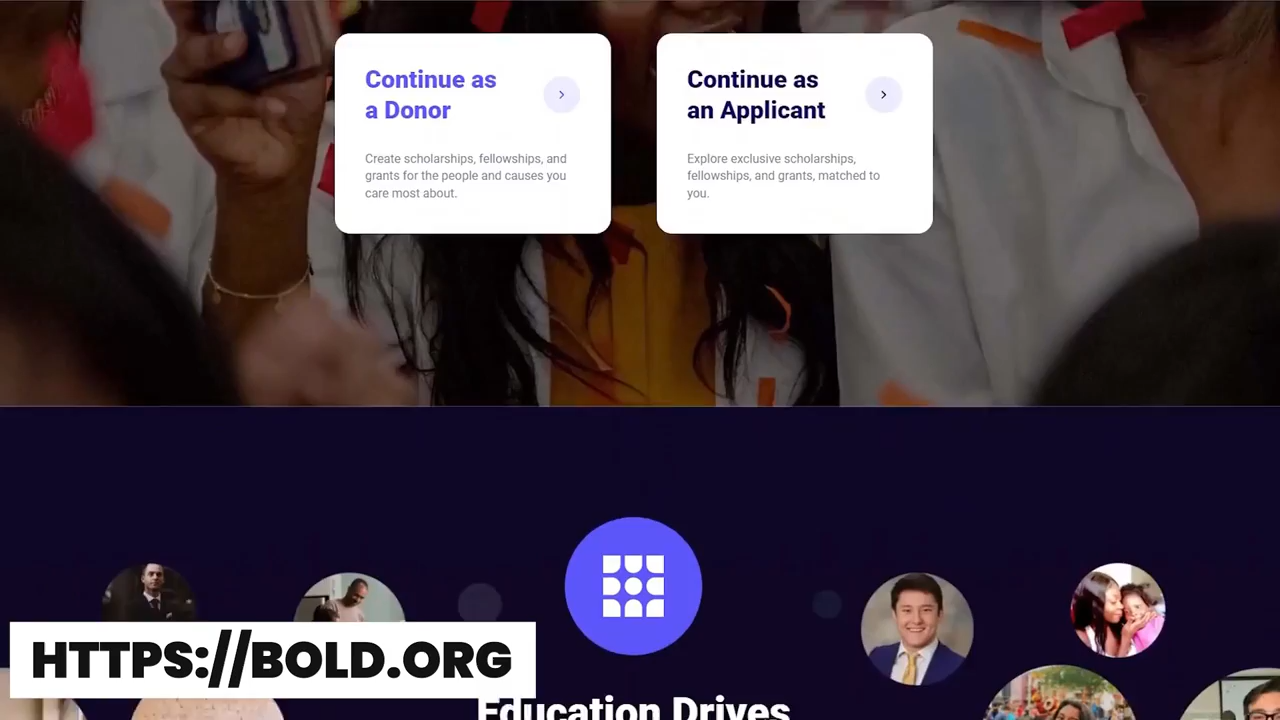 Continue as
a Donor
Create scholarships, fellowships, and
grants for the people and causes you
care most about.
Continue as
an Applicant
Explore exclusive scholarships,
fellowships, and grants, matched to
you.
HTTPS://BOLD.ORG
Education Drives